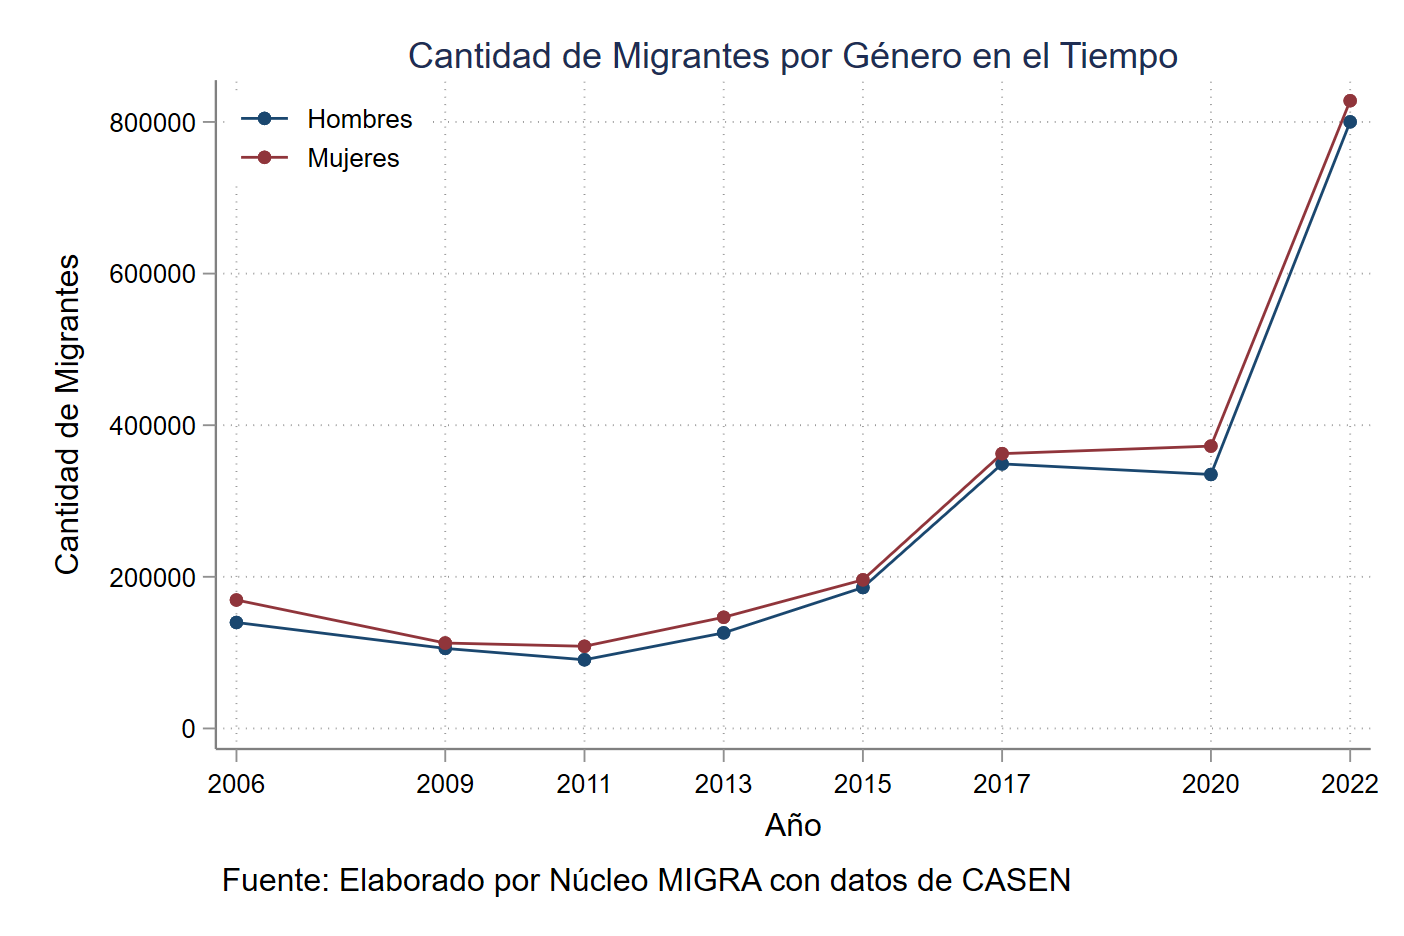 Cantidad de Migrantes por Género en el Tiempo
Hombres
Mujeres
Cantidad de Migrantes
800000
600000
400000
200000
0
2006 2009 2011 2013 2015 2017 2020 2022
Año
Fuente: Elaborado por Núcleo MIGRA con datos de CASEN